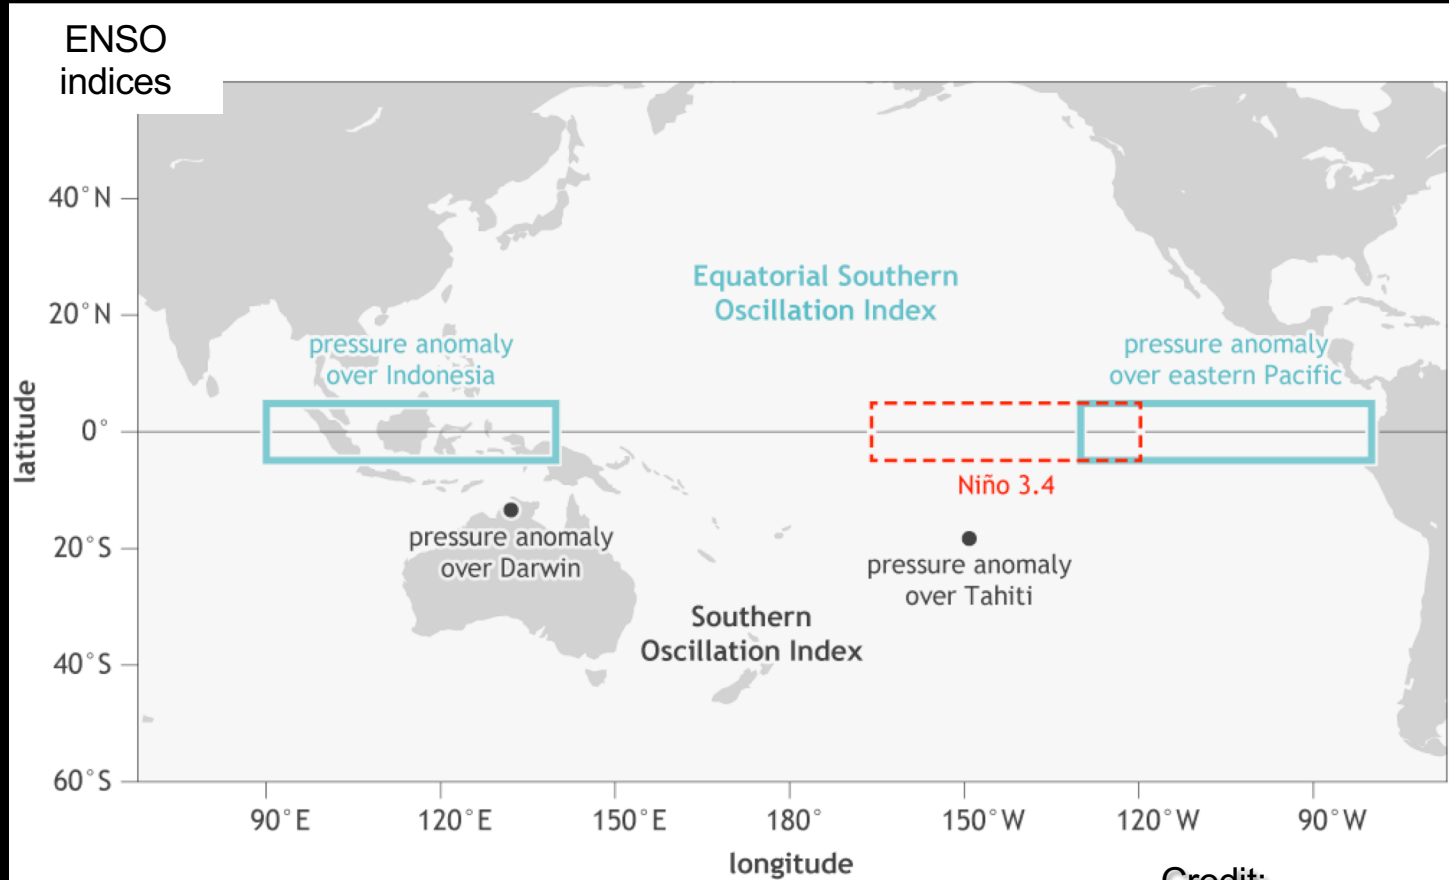 ENSO
indices
40°N
20°N
0°
20°S
40°S
60°S
latitude
Equatorial Southern
Oscillation Index
pressure anomaly
over Indonesia
pressure anomaly
over eastern Pacific
Niño 3.4
pressure anomaly
over Darwin
pressure anomaly
over Tahiti
Southern
Oscillation Index
90°E
120°E
150°E
180°
150°W
120°W
90°W
longitude
Credit: